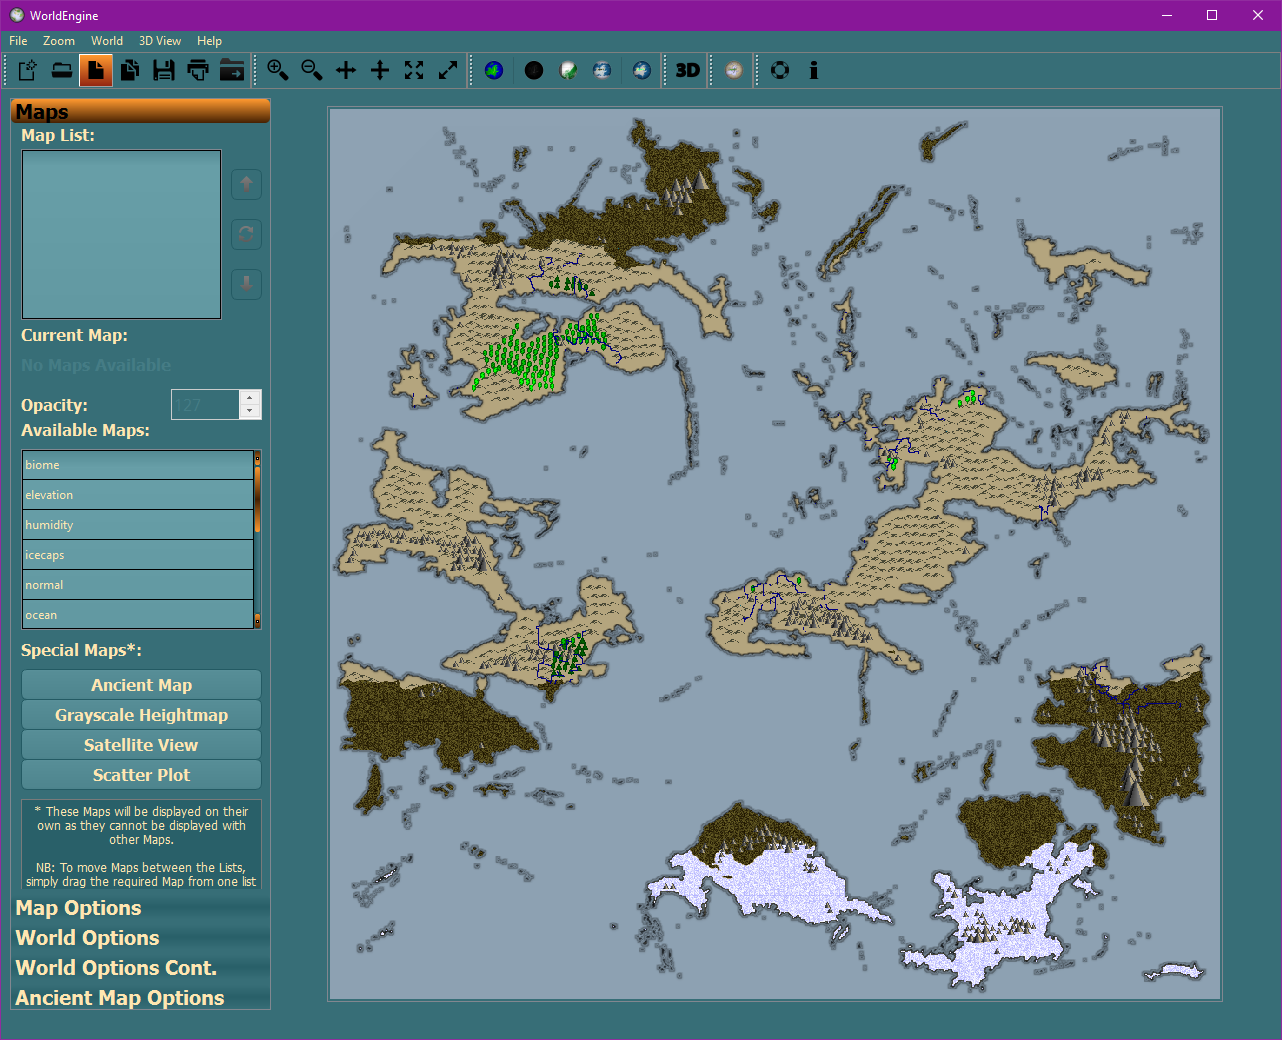 WorldEngine
File Zoom World 3D View Help
3D
Maps
Map List:
Current Map:
No Maps Available
Opacity:
127
Available Maps:
biome
elevation
humidity
icecaps
normal
ocean
Special Maps*:
Ancient Map
Grayscale Heightmap
Satellite View
Scatter Plot
* These Maps will be displayed on their
own as they cannot be displayed with
other Maps.
NB: To move Maps between the Lists,
simply drag the required Map from one list
Map Options
World Options
World Options Cont.
Ancient Map Options